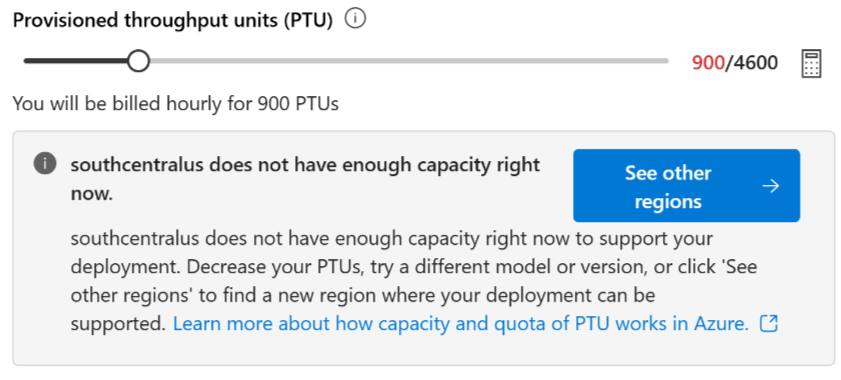 Provisioned throughput units (PTU)
900/4600
You will be billed hourly for 900 PTUs
southcentralus does not have enough capacity right
now.
See other
regions
southcentralus does not have enough capacity right now to support your
deployment. Decrease your PTUs, try a different model or version, or click 'See
other regions' to find a new region where your deployment can be
supported. Learn more about how capacity and quota of PTU works in Azure.